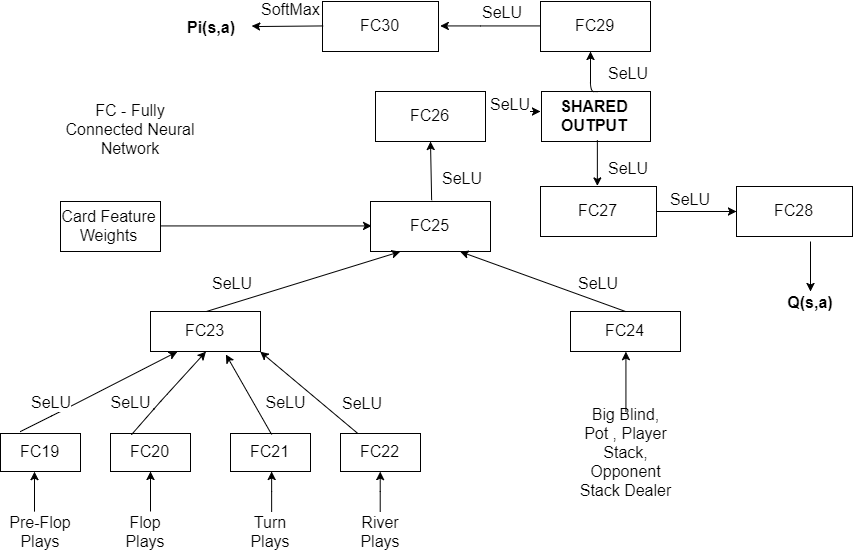 SoftMax
Pi(s,a)
FC30
SeLU
FC29
SeLU
FC - Fully
Connected Neural
Network
FC26
SeLU
SHARED
OUTPUT
SeLU
SeLU
Card Feature
Weights
FC25
FC27
SeLU
FC28
SeLU
SeLU
Q(s,a)
FC23
FC24
SeLU
SeLU
SeLU
SeLU
Big Blind,
Pot , Player
Stack,
Opponent
Stack Dealer
FC19
FC20
FC21
FC22
Pre-Flop
Plays
Flop
Plays
Turn
Plays
River
Plays